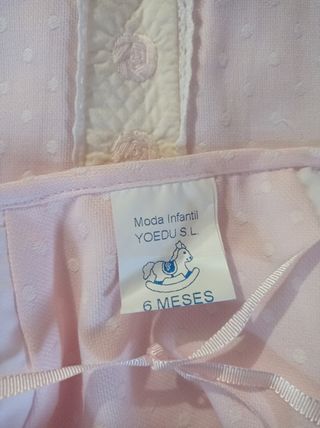 Moda Infantil
YOEDU S.L.
6 MESES